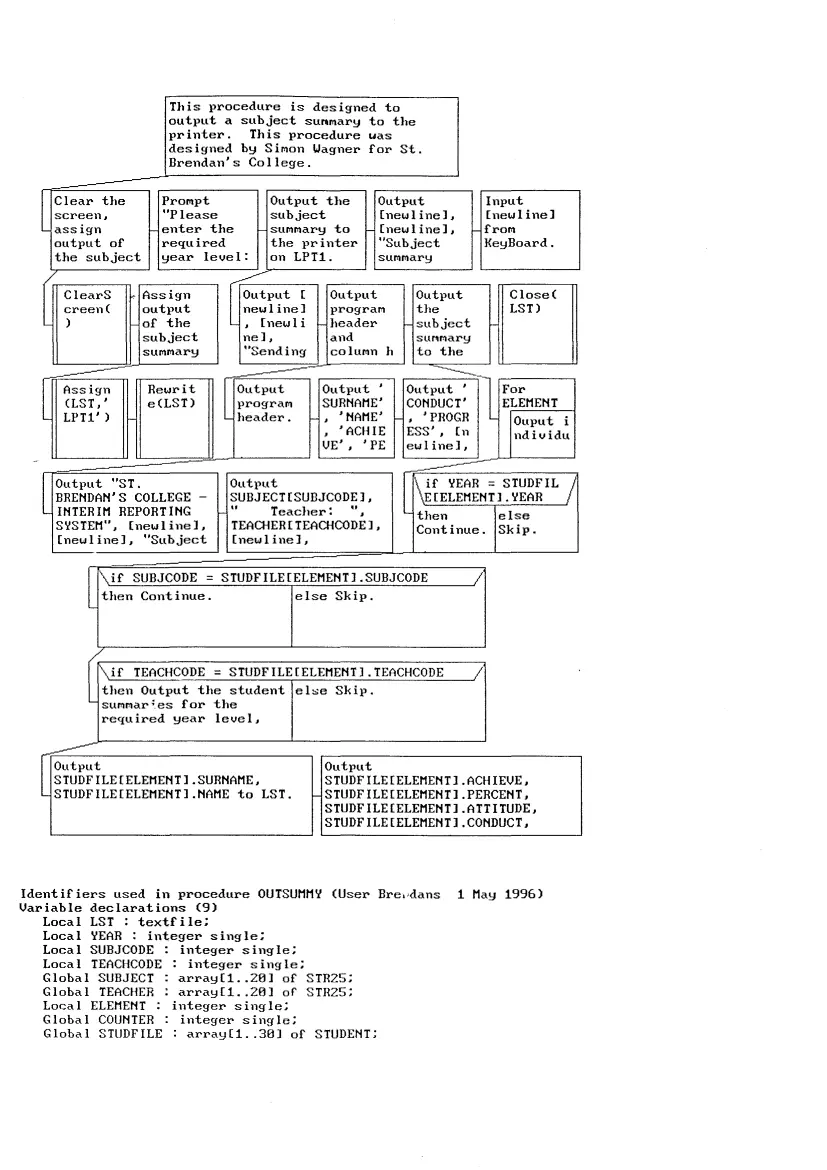 This procedure is designed to
output a subject summary to the
printer.  This procedure was
designed by Simon Wagner for St.
Brendan's College.
Clear the
screen,
assign
output of
the subject
Prompt
"Please
enter the
required
year level:
Output the
subject
summary to
the printer
on LPT1.
Output
[newline],
[newline],
"Subject
summary
Input
[newline]
from
KeyBoard.
ClearS
creen(
)
Assign
output
of the
subject
summary
Output [
newline]
, [newli
ne],
"Sending
Output
program
header
and
column h
Output
the
subject
summary
to the
Close(
LST)
Assign
(LST,'
LPT1')
Rewrit
e(LST)
Output
program
header.
Output '
SURNAME'
, 'NAME'
, 'ACHIE
VE', 'PE
Output '
CONDUCT'
, 'PROGR
ESS', [n
ewline],
For
ELEMENT
Ouput i
ndividu
Output "ST.
BRENDAN'S COLLEGE -
INTERIM REPORTING
SYSTEM", [newline],
[newline], "Subject
Output
SUBJECT[SUBJCODE],
"    Teacher:  ",
TEACHER[TEACHCODE],
[newline],
if YEAR = STUDFIL
E[ELEMENT].YEAR
then
Continue.
else
Skip.
if SUBJCODE = STUDFILE[ELEMENT].SUBJCODE
then Continue.
else Skip.
if TEACHCODE = STUDFILE[ELEMENT].TEACHCODE
then Output the student
summaries for the
required year level,
else Skip.
Output
STUDFILE[ELEMENT].SURNAME,
STUDFILE[ELEMENT].NAME to LST.
Output
STUDFILE[ELEMENT].ACHIEVE,
STUDFILE[ELEMENT].PERCENT,
STUDFILE[ELEMENT].ATTITUDE,
STUDFILE[ELEMENT].CONDUCT,
Identifiers used in procedure OUTSUMMY (User Brendans  1 May 1996)
Variable declarations (9)
Local LST : textfile;
Local YEAR : integer single;
Local SUBJCODE : integer single;
Local TEACHCODE : integer single;
Global SUBJECT : array[1..20] of STR25;
Global TEACHER : array[1..20] of STR25;
Local ELEMENT : integer single;
Global COUNTER : integer single;
Global STUDFILE : array[1..30] of STUDENT;